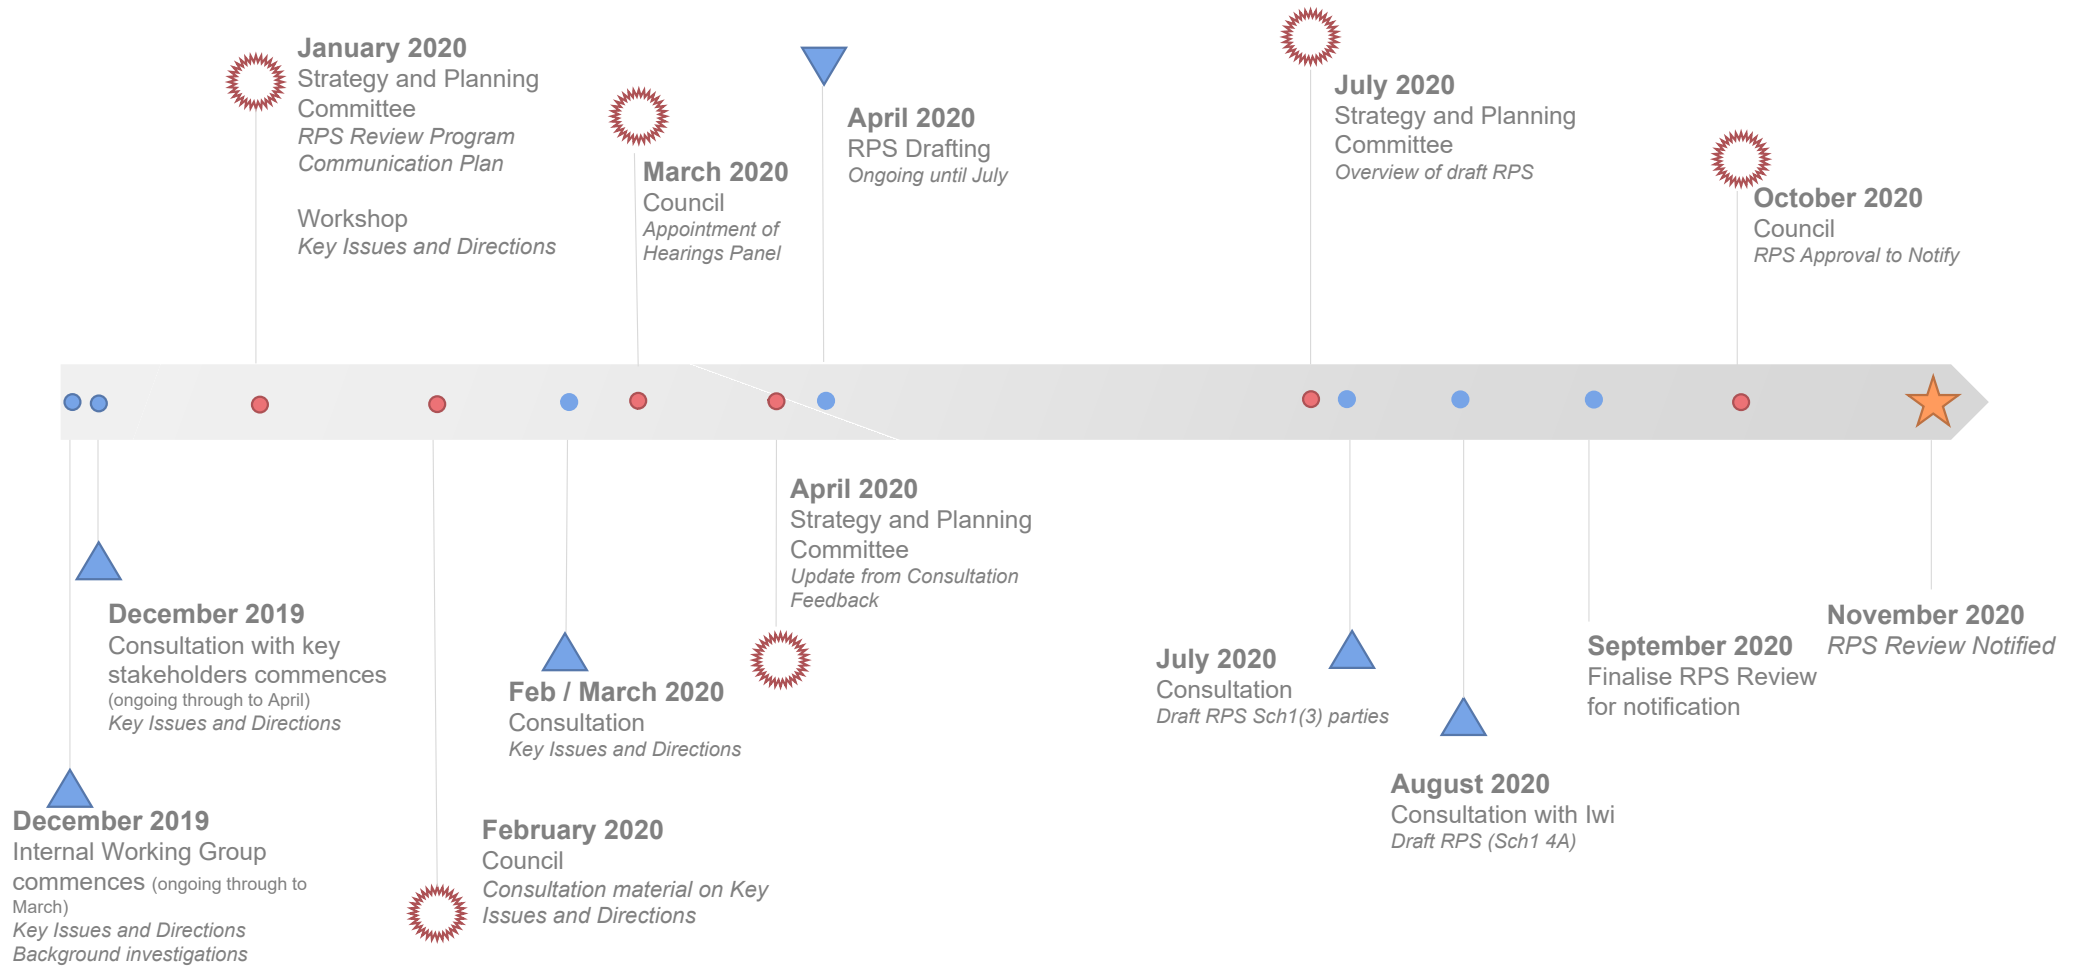 January 2020
Strategy and Planning
Committee
RPS Review Program
Communication Plan
Workshop
Key Issues and Directions
March 2020
Council
Appointment of
Hearings Panel
April 2020
RPS Drafting
Ongoing until July
July 2020
Strategy and Planning
Committee
Overview of draft RPS
October 2020
Council
RPS Approval to Notify
December 2019
Internal Working Group
commences (ongoing through to
March)
Key Issues and Directions
Background investigations
December 2019
Consultation with key
stakeholders commences
(ongoing through to April)
Key Issues and Directions
February 2020
Council
Consultation material on Key
Issues and Directions
Feb / March 2020
Consultation
Key Issues and Directions
April 2020
Strategy and Planning
Committee
Update from Consultation
Feedback
July 2020
Consultation
Draft RPS Sch1(3) parties
August 2020
Consultation with Iwi
Draft RPS (Sch1 4A)
September 2020
Finalise RPS Review
for notification
November 2020
RPS Review Notified